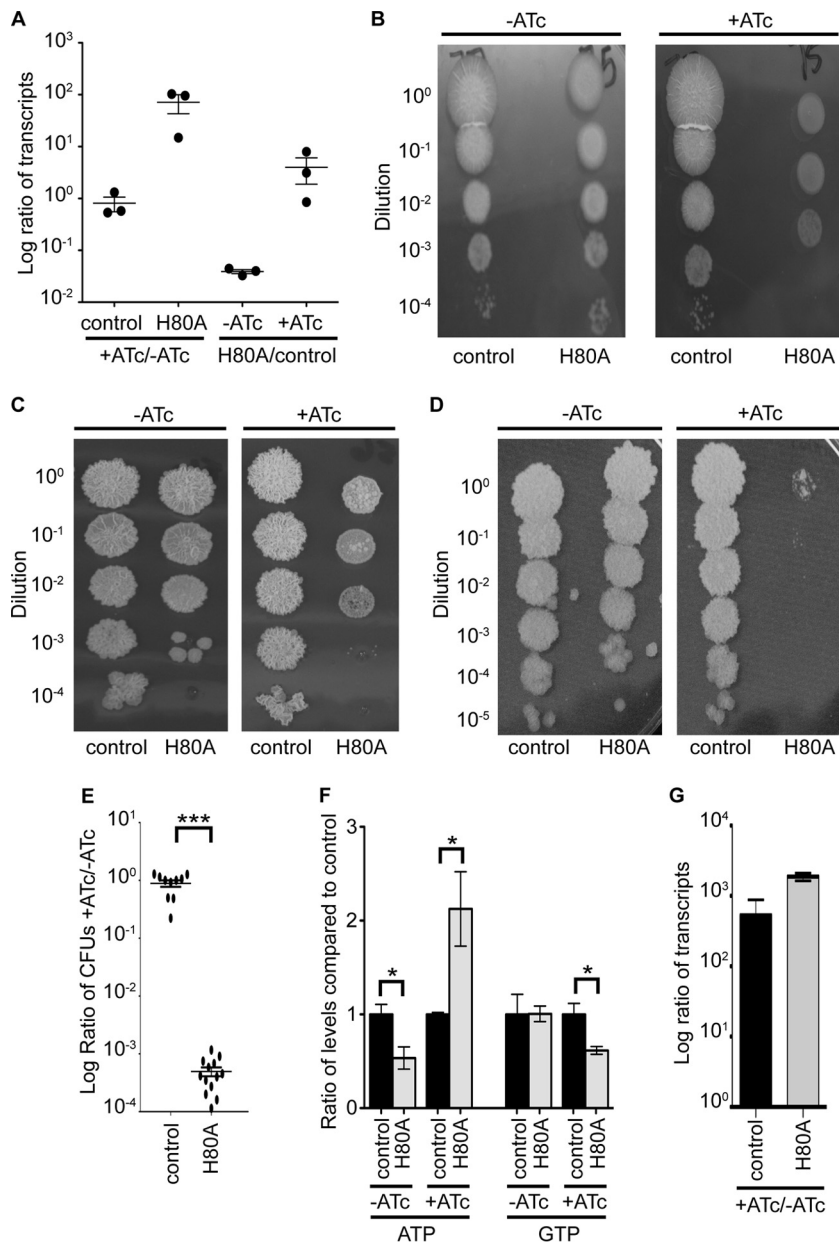 A
Log ratio of transcripts
10²
10¹
10⁰
10⁻¹
10⁻²
control H80A -ATc +ATc
+ATc/-ATc H80A/control
B
-ATc +ATc
Dilution
10⁰
10⁻¹
10⁻²
10⁻³
10⁻⁴
control H80A control H80A
C
-ATc +ATc
Dilution
10⁰
10⁻¹
10⁻²
10⁻³
10⁻⁴
control H80A control H80A
D
-ATc +ATc
Dilution
10⁰
10⁻¹
10⁻²
10⁻³
10⁻⁴
10⁻⁵
control H80A control H80A
E
Log Ratio of CFUs +ATc/-ATc
10¹
10⁰
10⁻¹
10⁻²
10⁻³
10⁻⁴
***
control
H80A
F
Ratio of levels compared to control
3
2
1
0
*
*
*
control
H80A
control
H80A
control
H80A
control
H80A
-ATc +ATc -ATc +ATc
ATP GTP
G
Log ratio of transcripts
10⁴
10³
10²
10¹
10⁰
control
H80A
+ATc/-ATc